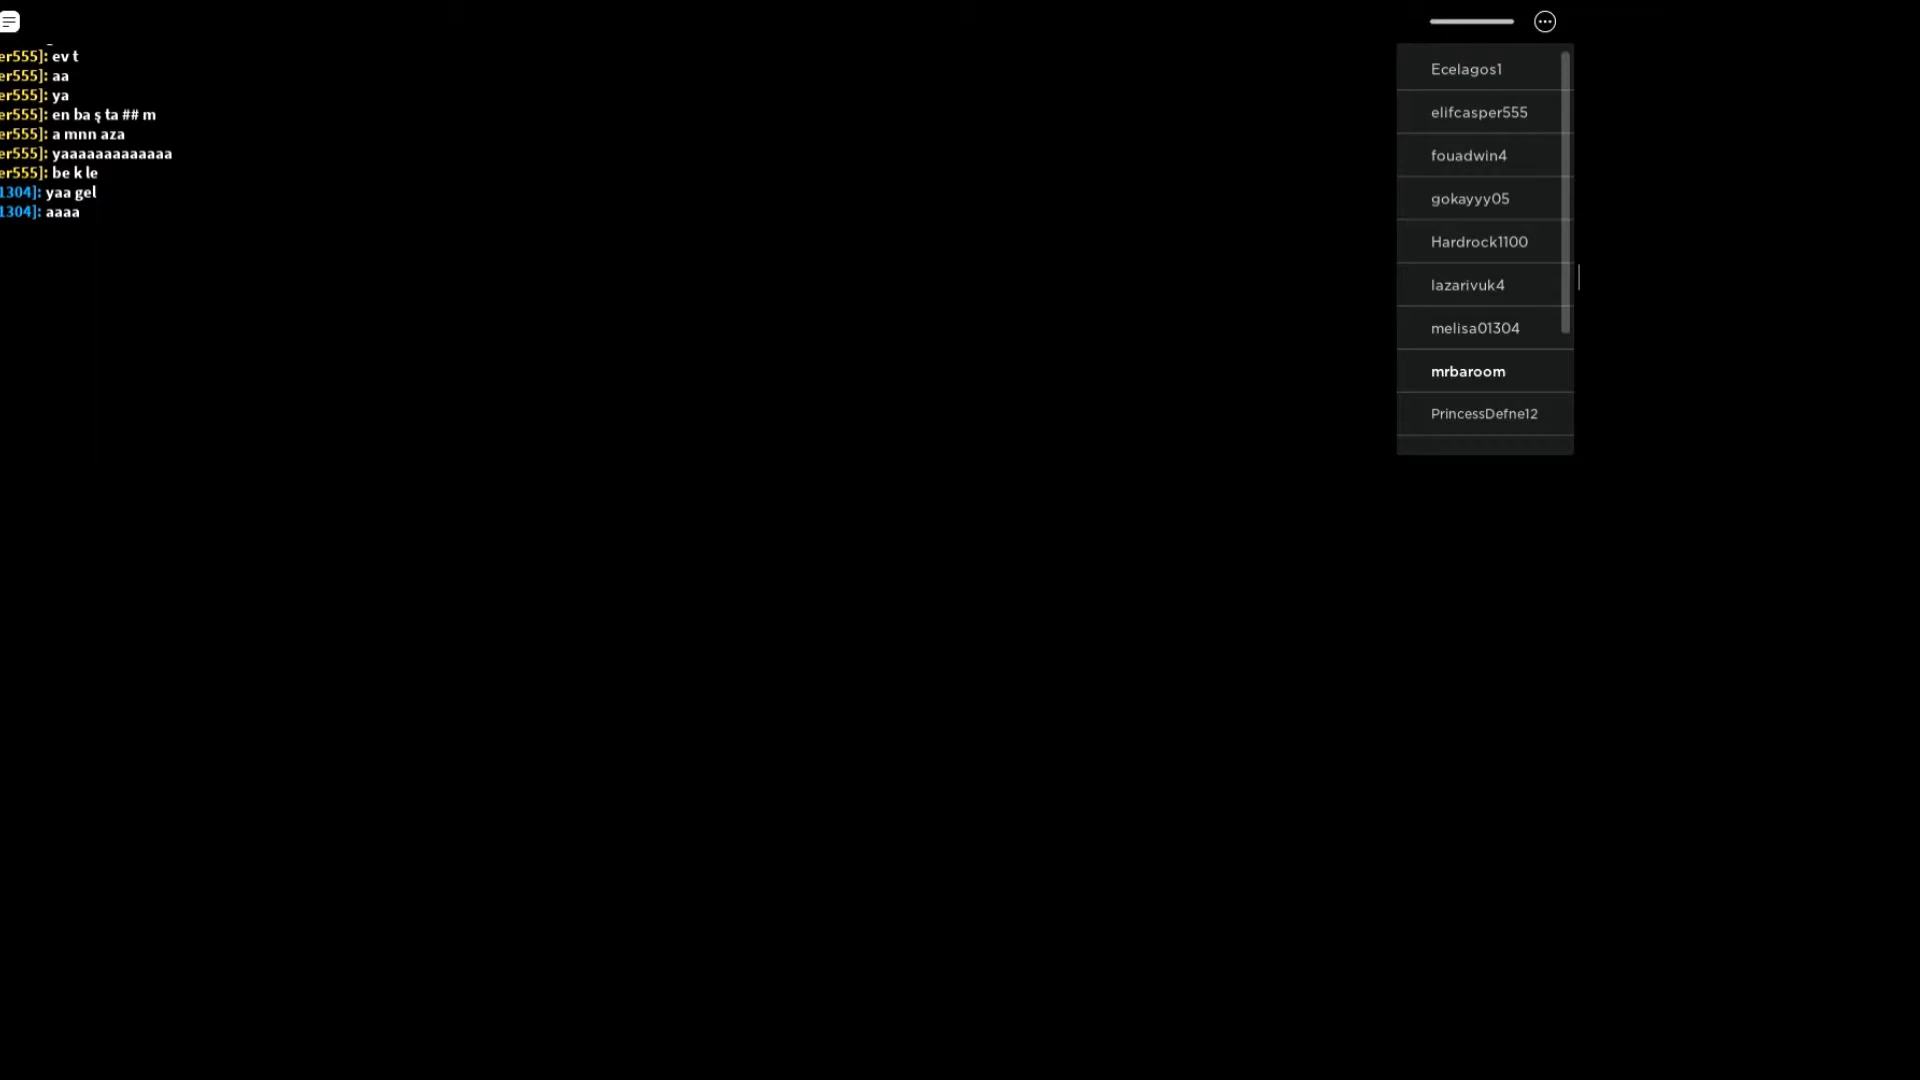 er555]: ev t
er555]: aa
er555]: ya
er555]: en ba ş ta ## m
er555]: a mnn aza
er555]: yaaaaaaaaaaaaa
er555]: be k le
1304]: yaa gel
1304]: aaaa
Ecelagos1
elifcasper555
fouadwin4
gokayyy05
Hardrock1100
lazarivuk4
melisa01304
mrbaroom
PrincessDefne12